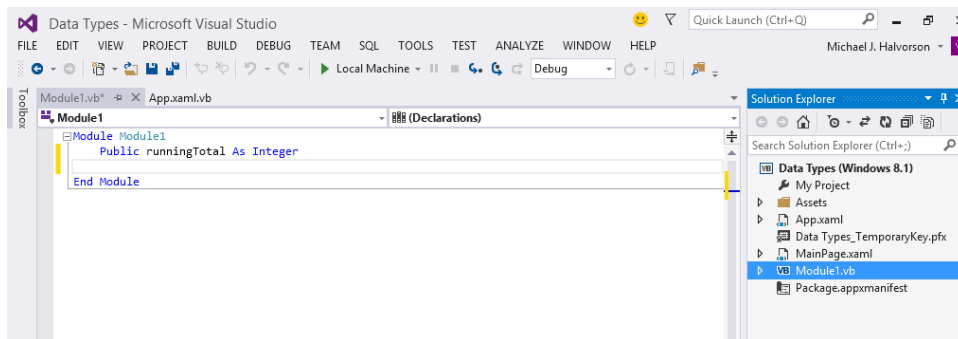 Data Types - Microsoft Visual Studio
Quick Launch (Ctrl+Q)
FILE EDIT VIEW PROJECT BUILD DEBUG TEAM SQL TOOLS TEST ANALYZE WINDOW HELP
Michael J. Halvorson
Local Machine
Debug
Toolbox
Module1.vb*
App.xaml.vb
Module1
(Declarations)
Module Module1
Public runningTotal As Integer
End Module
Solution Explorer
Search Solution Explorer (Ctrl+;)
VB Data Types (Windows 8.1)
My Project
Assets
App.xaml
Data Types_TemporaryKey.pfx
MainPage.xaml
VB Module1.vb
Package.appxmanifest